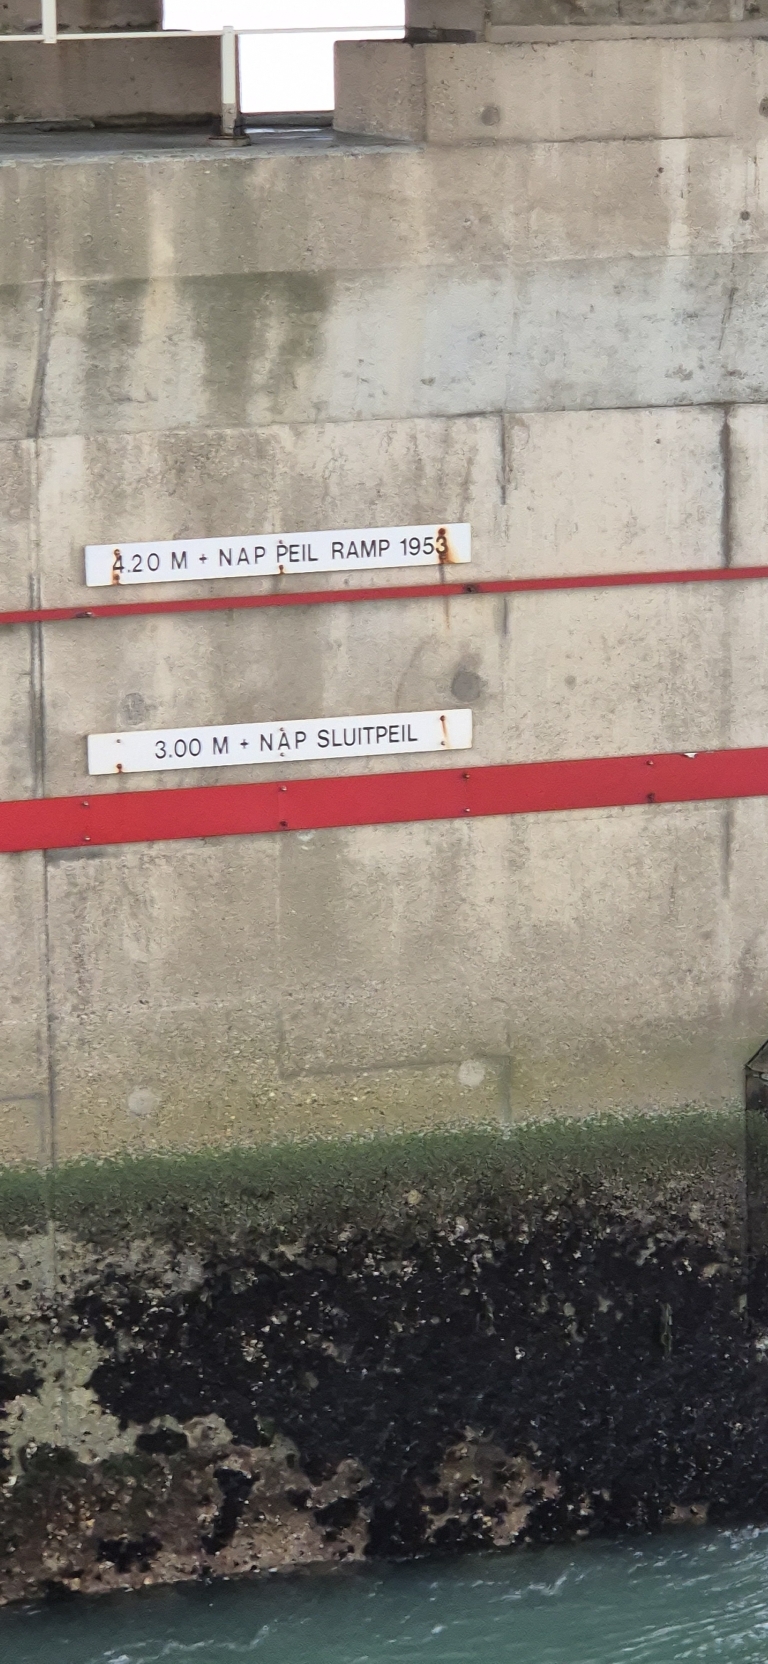 4.20 M + NAP PEIL RAMP 1953
3.00 M + NAP SLUITPEIL